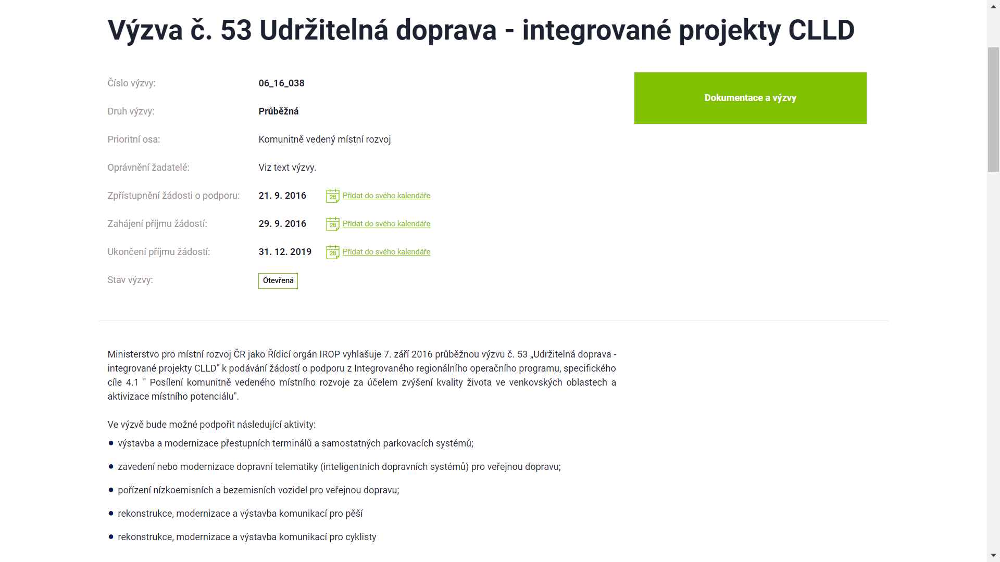 Výzva č. 53 Udržitelná doprava - integrované projekty CLLD
Číslo výzvy: 06_16_038
Dokumentace a výzvy
Druh výzvy: Průběžná
Prioritní osa: Komunitně vedený místní rozvoj
Oprávnění žadatelé: Viz text výzvy.
Zpřístupnění žádosti o podporu: 21. 9. 2016 28 Přidat do svého kalendáře
Zahájení příjmu žádostí: 29. 9. 2016 28 Přidat do svého kalendáře
Ukončení příjmu žádostí: 31. 12. 2019 28 Přidat do svého kalendáře
Stav výzvy: Otevřená
Ministerstvo pro místní rozvoj ČR jako Řídicí orgán IROP vyhlašuje 7. září 2016 průběžnou výzvu č. 53 „Udržitelná doprava -
integrované projekty CLLD" k podávání žádostí o podporu z Integrovaného regionálního operačního programu, specifického
cíle 4.1 " Posílení komunitně vedeného místního rozvoje za účelem zvýšení kvality života ve venkovských oblastech a
aktivizace místního potenciálu".
Ve výzvě bude možné podpořit následující aktivity:
• výstavba a modernizace přestupních terminálů a samostatných parkovacích systémů;
• zavedení nebo modernizace dopravní telematiky (inteligentních dopravních systémů) pro veřejnou dopravu;
• pořízení nízkoemisních a bezemisních vozidel pro veřejnou dopravu;
• rekonstrukce, modernizace a výstavba komunikací pro pěší
• rekonstrukce, modernizace a výstavba komunikací pro cyklisty